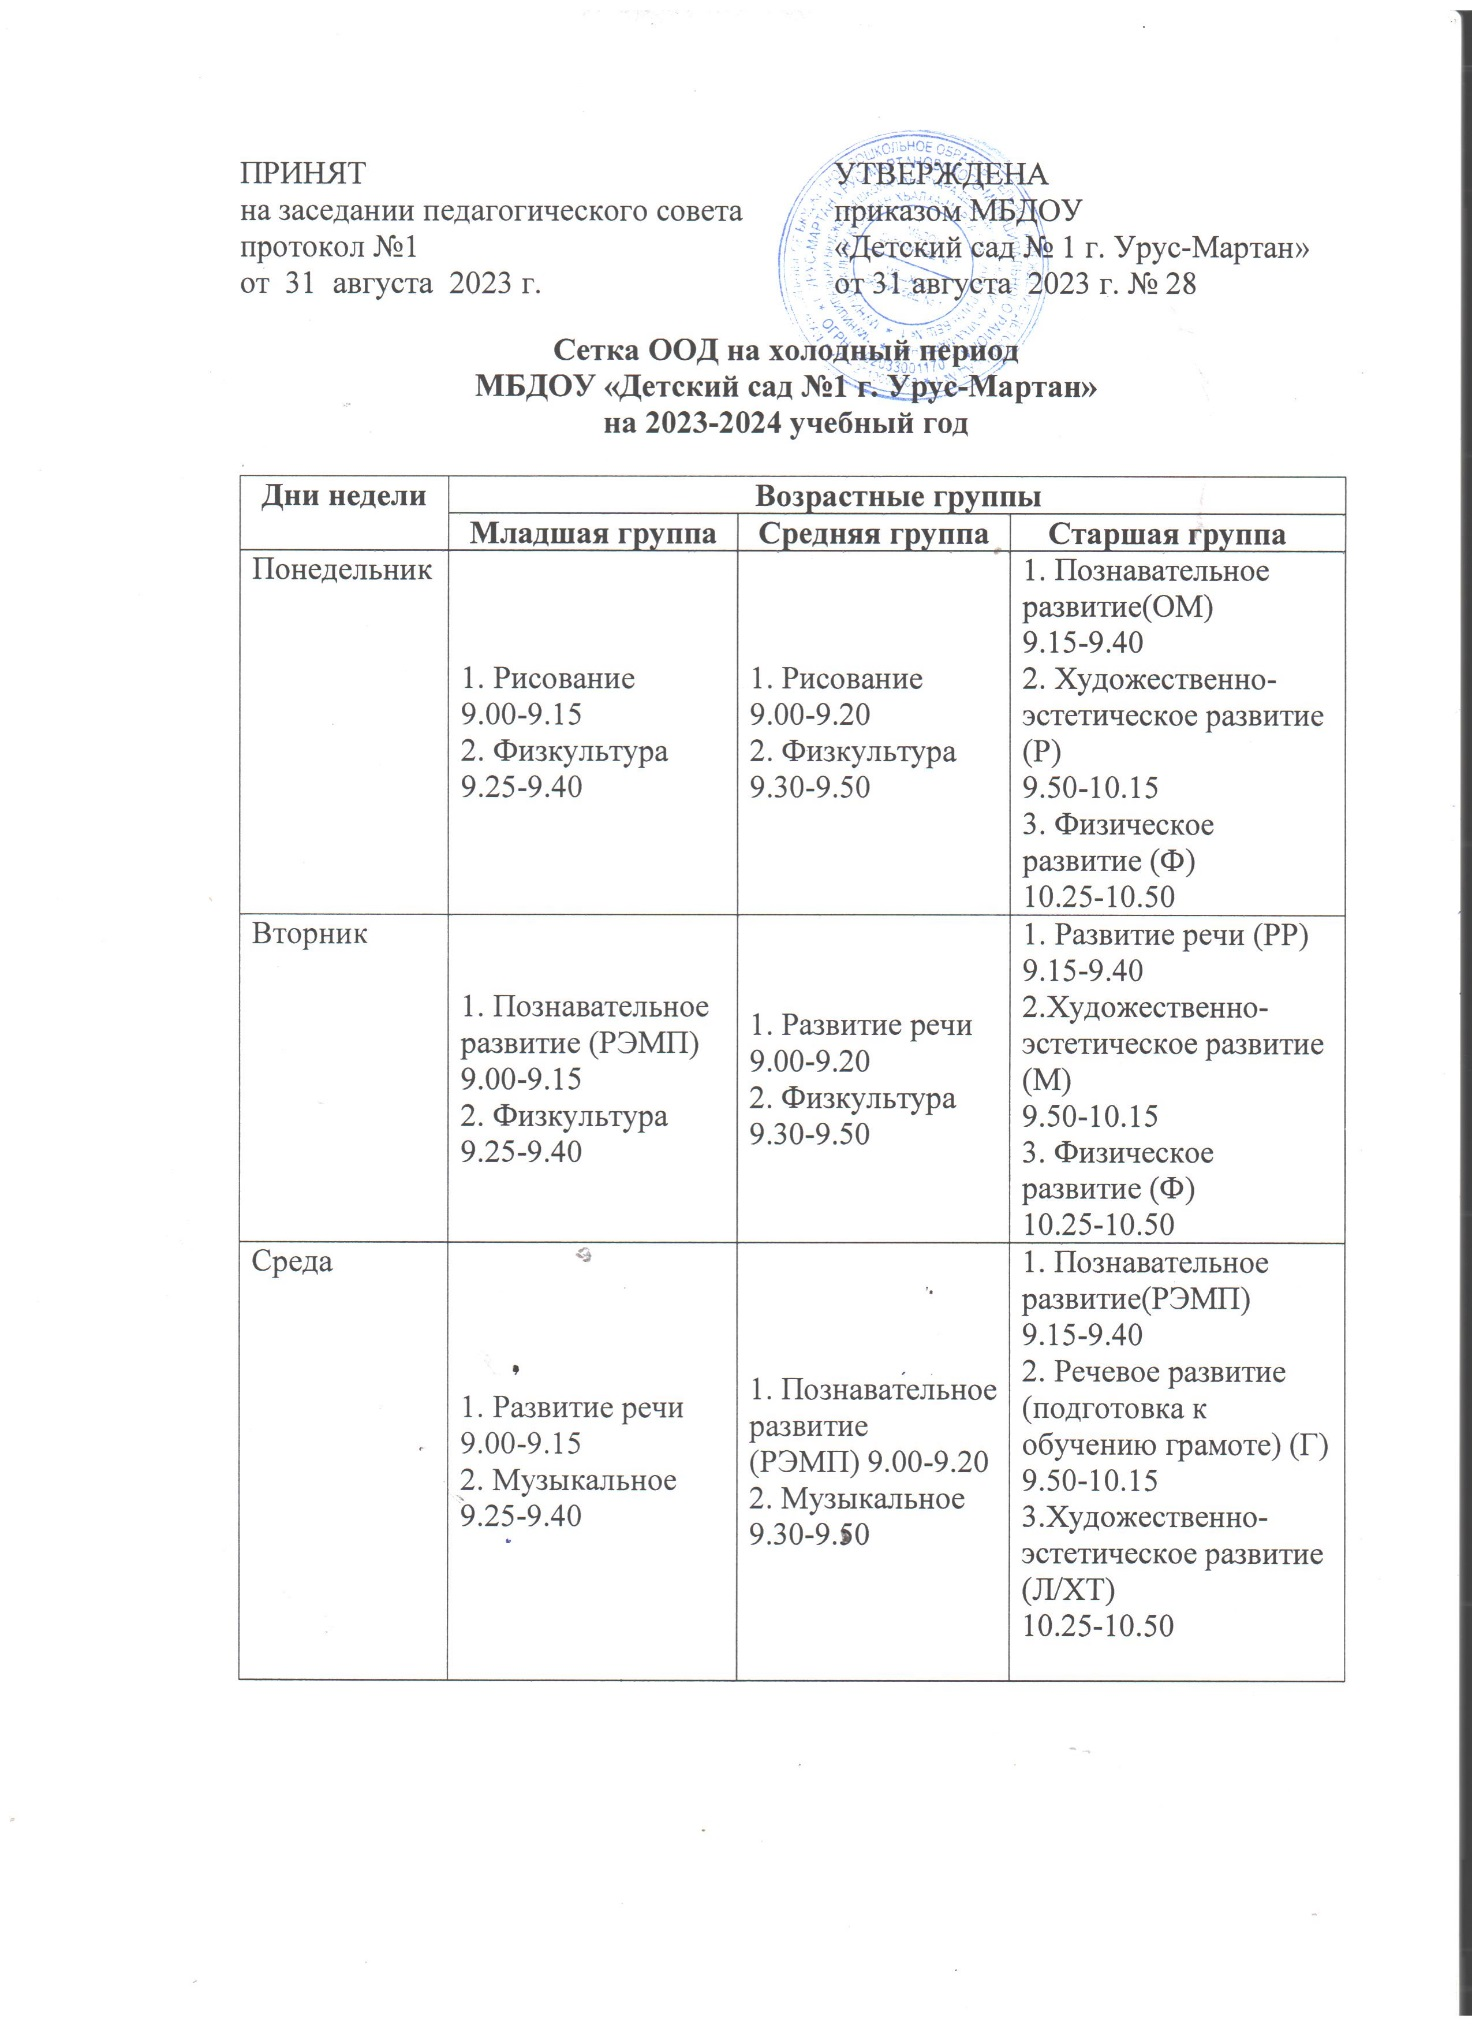 ПРИНЯТ
на заседании педагогического совета
протокол №1
от 31 августа 2023 г.
УТВЕРЖДЕНА
приказом МБДОУ
«Детский сад № 1 г. Урус-Мартан»
от 31 августа 2023 г. № 28
Сетка ООД на холодный период
МБДОУ «Детский сад №1 г. Урус-Мартан»
на 2023-2024 учебный год
Дни недели
Возрастные группы
Младшая группа
Средняя группа
Старшая группа
Понедельник
1. Рисование
9.00-9.15
2. Физкультура
9.25-9.40
1. Рисование
9.00-9.20
2. Физкультура
9.30-9.50
1. Познавательное
развитие(ОМ)
9.15-9.40
2. Художественно-
эстетическое развитие
(Р)
9.50-10.15
3. Физическое
развитие (Ф)
10.25-10.50
Вторник
1. Познавательное
развитие (РЭМП)
9.00-9.15
2. Физкультура
9.25-9.40
1. Развитие речи
9.00-9.20
2. Физкультура
9.30-9.50
1. Развитие речи (РР)
9.15-9.40
2.Художественно-
эстетическое развитие
(М)
9.50-10.15
3. Физическое
развитие (Ф)
10.25-10.50
Среда
1. Развитие речи
9.00-9.15
2. Музыкальное
9.25-9.40
1. Познавательное
развитие
(РЭМП) 9.00-9.20
2. Музыкальное
9.30-9.50
1. Познавательное
развитие(РЭМП)
9.15-9.40
2. Речевое развитие
(подготовка к
обучению грамоте) (Г)
9.50-10.15
3.Художественно-
эстетическое развитие
(Л/ХТ)
10.25-10.50